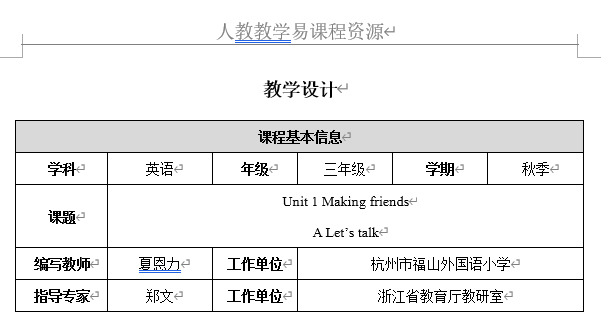 人教教学易课程资源
教学设计
课程基本信息
学科 英语 年级 三年级 学期 秋季
课题
Unit 1 Making friends
A Let's talk
编写教师 夏恩力 工作单位 杭州市福山外国语小学
指导专家 郑文 工作单位 浙江省教育厅教研室